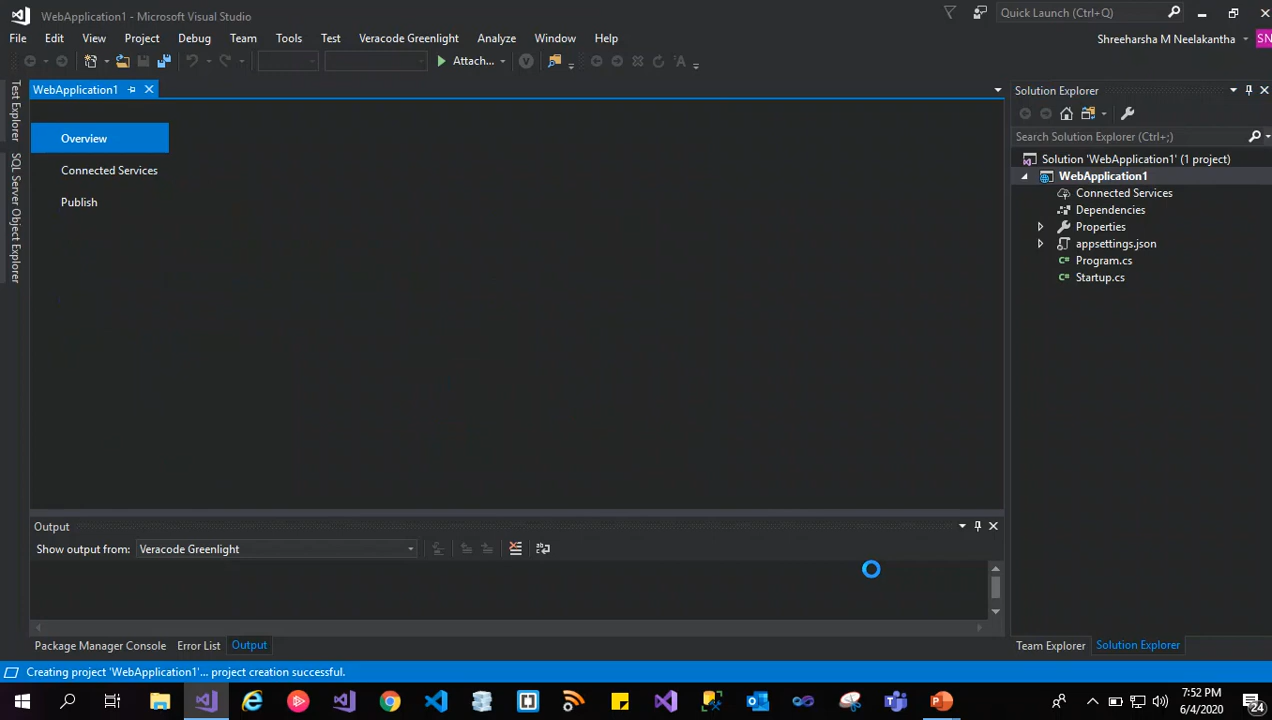 WebApplication1 - Microsoft Visual Studio
Quick Launch (Ctrl+Q)
File Edit View Project Debug Team Tools Test Veracode Greenlight Analyze Window Help
Shreeharsha M Neelakantha SN
Attach...
WebApplication1
Solution Explorer
Test Explorer
SQL Server Object Explorer
Overview
Connected Services
Publish
Search Solution Explorer (Ctrl+;)
Solution 'WebApplication1' (1 project)
WebApplication1
Connected Services
Dependencies
Properties
appsettings.json
C# Program.cs
C# Startup.cs
Output
Show output from: Veracode Greenlight
Package Manager Console Error List Output
Team Explorer Solution Explorer
Creating project 'WebApplication1'... project creation successful.
7:52 PM
6/4/2020
24